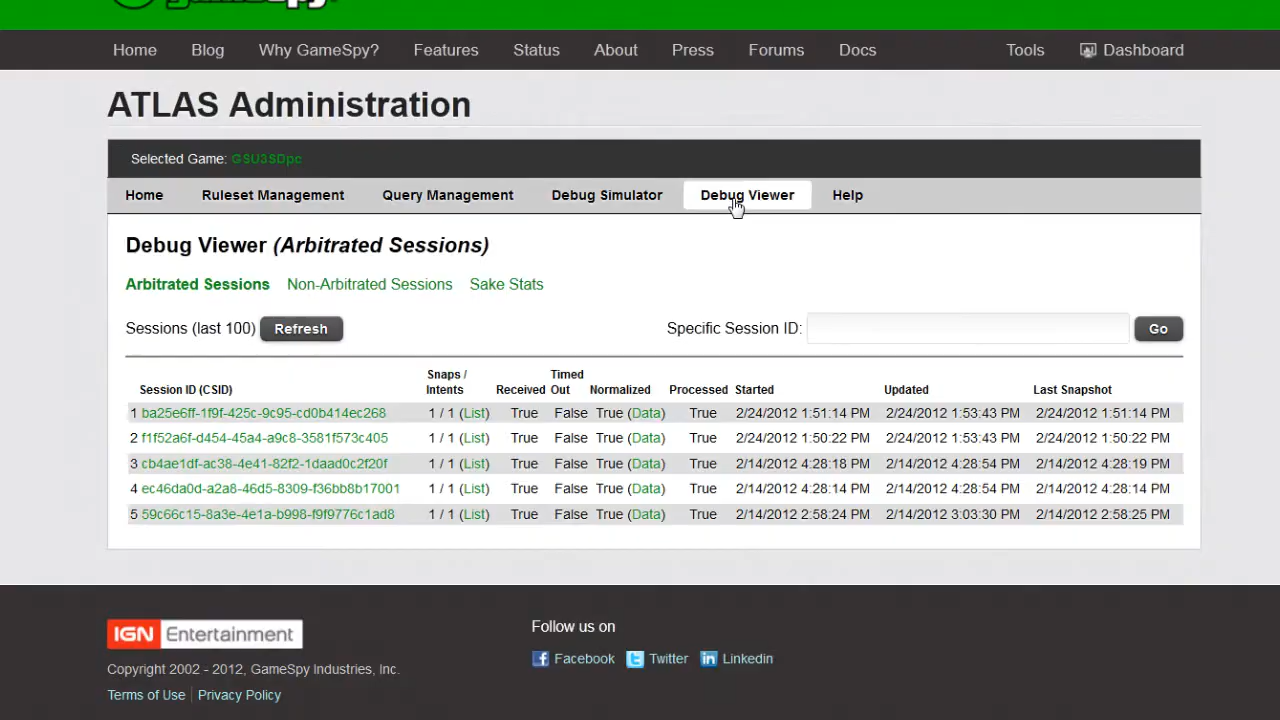 Home Blog Why GameSpy? Features Status About Press Forums Docs Tools Dashboard
ATLAS Administration
Selected Game: GSU3SDpc
Home Ruleset Management Query Management Debug Simulator Debug Viewer Help
Debug Viewer (Arbitrated Sessions)
Arbitrated Sessions Non-Arbitrated Sessions Sake Stats
Sessions (last 100) Refresh Specific Session ID: Go
Session ID (CSID) Snaps / Intents Received Timed Out Normalized Processed Started Updated Last Snapshot
1 ba25e6ff-1f9f-425c-9c95-cd0b414ec268 1 / 1 (List) True False True (Data) True 2/24/2012 1:51:14 PM 2/24/2012 1:53:43 PM 2/24/2012 1:51:14 PM
2 f1f52a6f-d454-45a4-a9c8-3581f573c405 1 / 1 (List) True False True (Data) True 2/24/2012 1:50:22 PM 2/24/2012 1:53:43 PM 2/24/2012 1:50:22 PM
3 cb4ae1df-ac38-4e41-82f2-1daad0c2f20f 1 / 1 (List) True False True (Data) True 2/14/2012 4:28:18 PM 2/14/2012 4:28:54 PM 2/14/2012 4:28:19 PM
4 ec46da0d-a2a8-46d5-8309-f36bb8b17001 1 / 1 (List) True False True (Data) True 2/14/2012 4:28:14 PM 2/14/2012 4:28:54 PM 2/14/2012 4:28:14 PM
5 59c66c15-8a3e-4e1a-b998-f9f9776c1ad8 1 / 1 (List) True False True (Data) True 2/14/2012 2:58:24 PM 2/14/2012 3:03:30 PM 2/14/2012 2:58:25 PM
IGN Entertainment
Follow us on
Facebook Twitter Linkedin
Copyright 2002 - 2012, GameSpy Industries, Inc.
Terms of Use | Privacy Policy